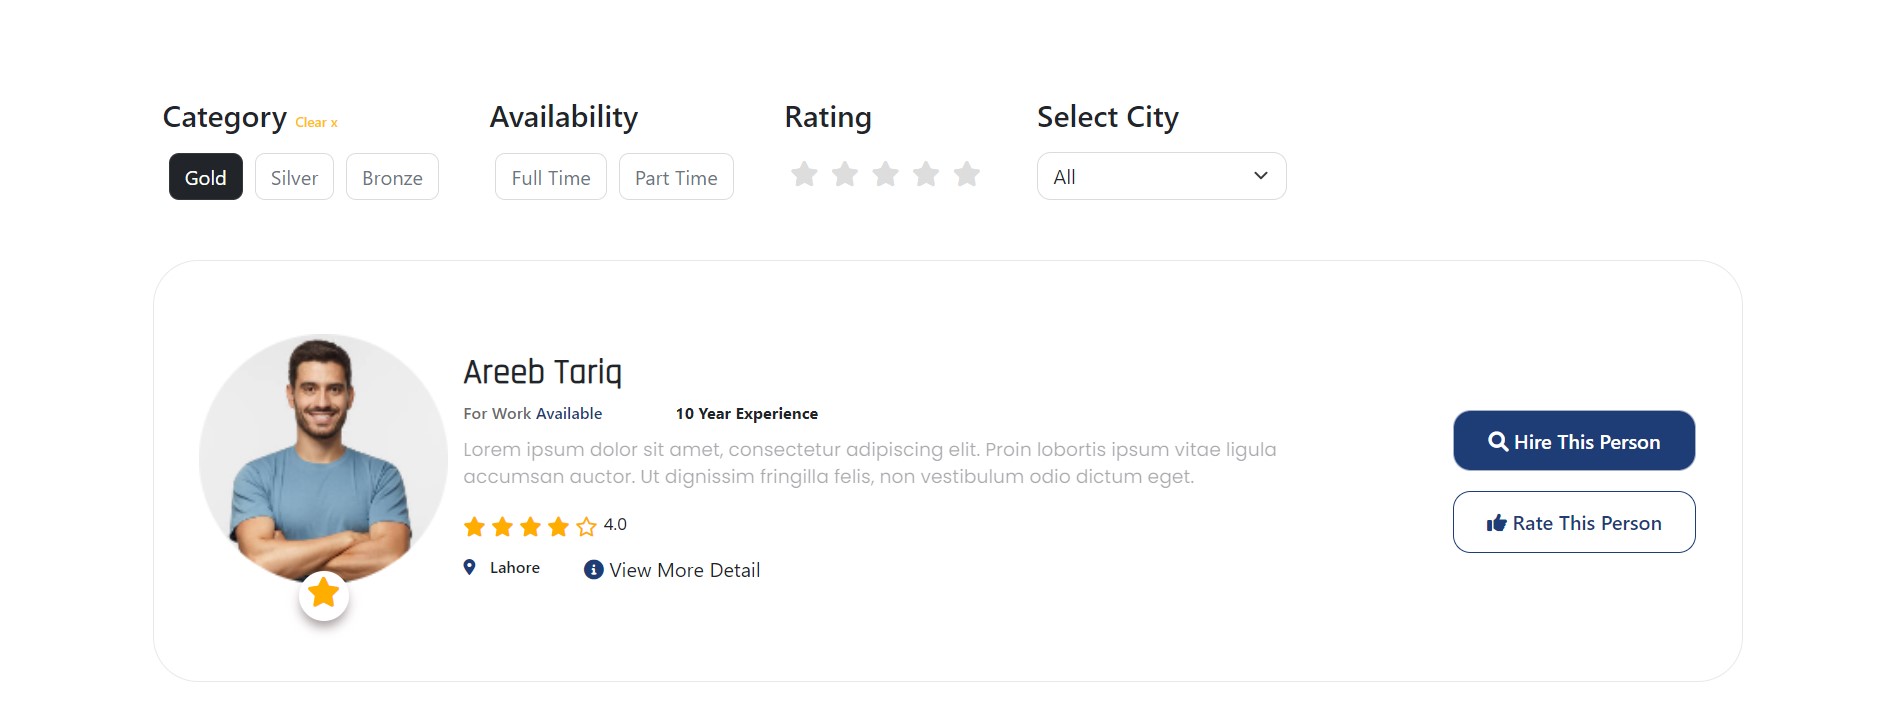 Category Clear x
Availability
Rating
Select City
Gold
Silver
Bronze
Full Time
Part Time
All
Areeb Tariq
For Work Available
10 Year Experience
Lorem ipsum dolor sit amet, consectetur adipiscing elit. Proin lobortis ipsum vitae ligula
accumsan auctor. Ut dignissim fringilla felis, non vestibulum odio dictum eget.
4.0
Lahore
View More Detail
Hire This Person
Rate This Person